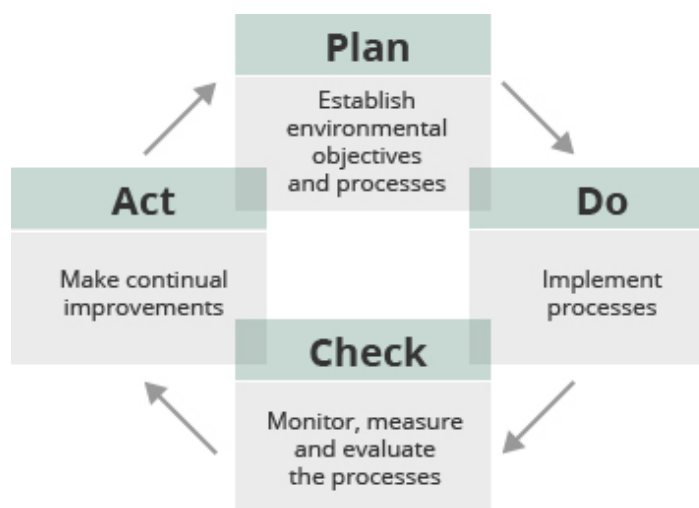 Plan
Establish
environmental
objectives
and processes
Act
Make continual
improvements
Do
Implement
processes
Check
Monitor, measure
and evaluate
the processes